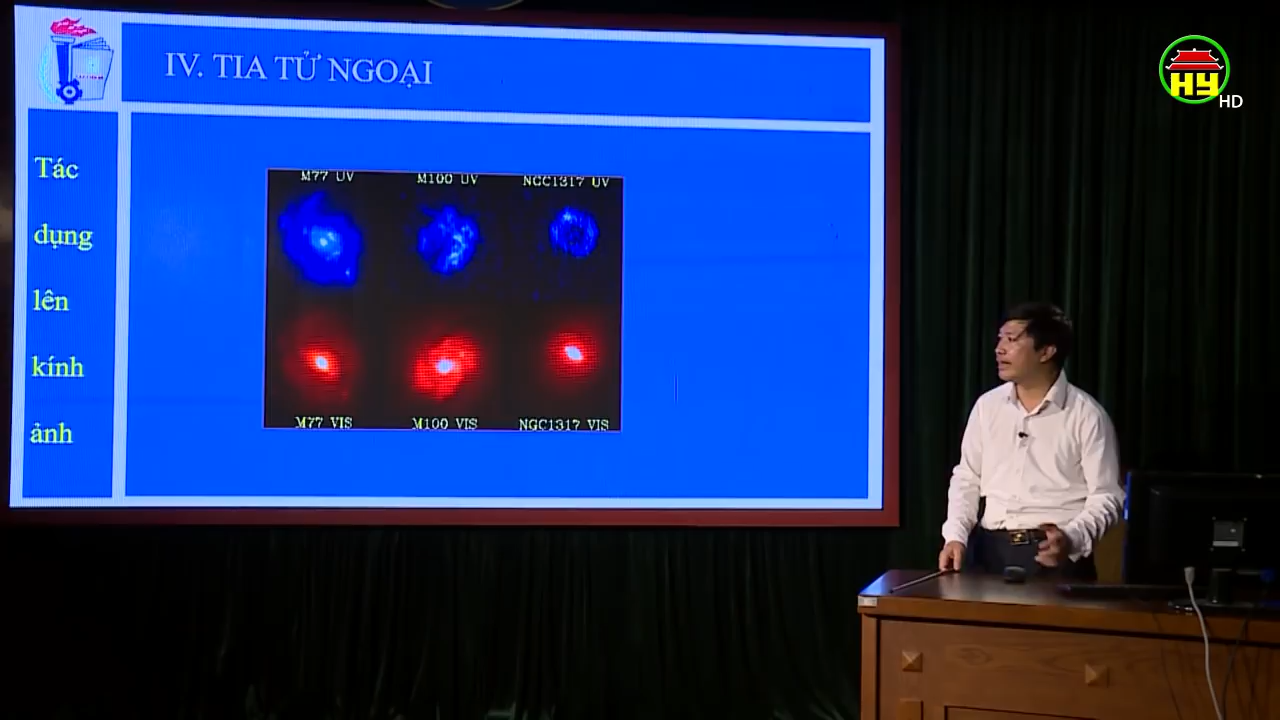 IV. TIA TỬ NGOẠI
HY
HD
Tác
dụng
lên
kính
ảnh
M77 UV M100 UV NGC1317 UV
M77 VIS M100 VIS NGC1317 VIS